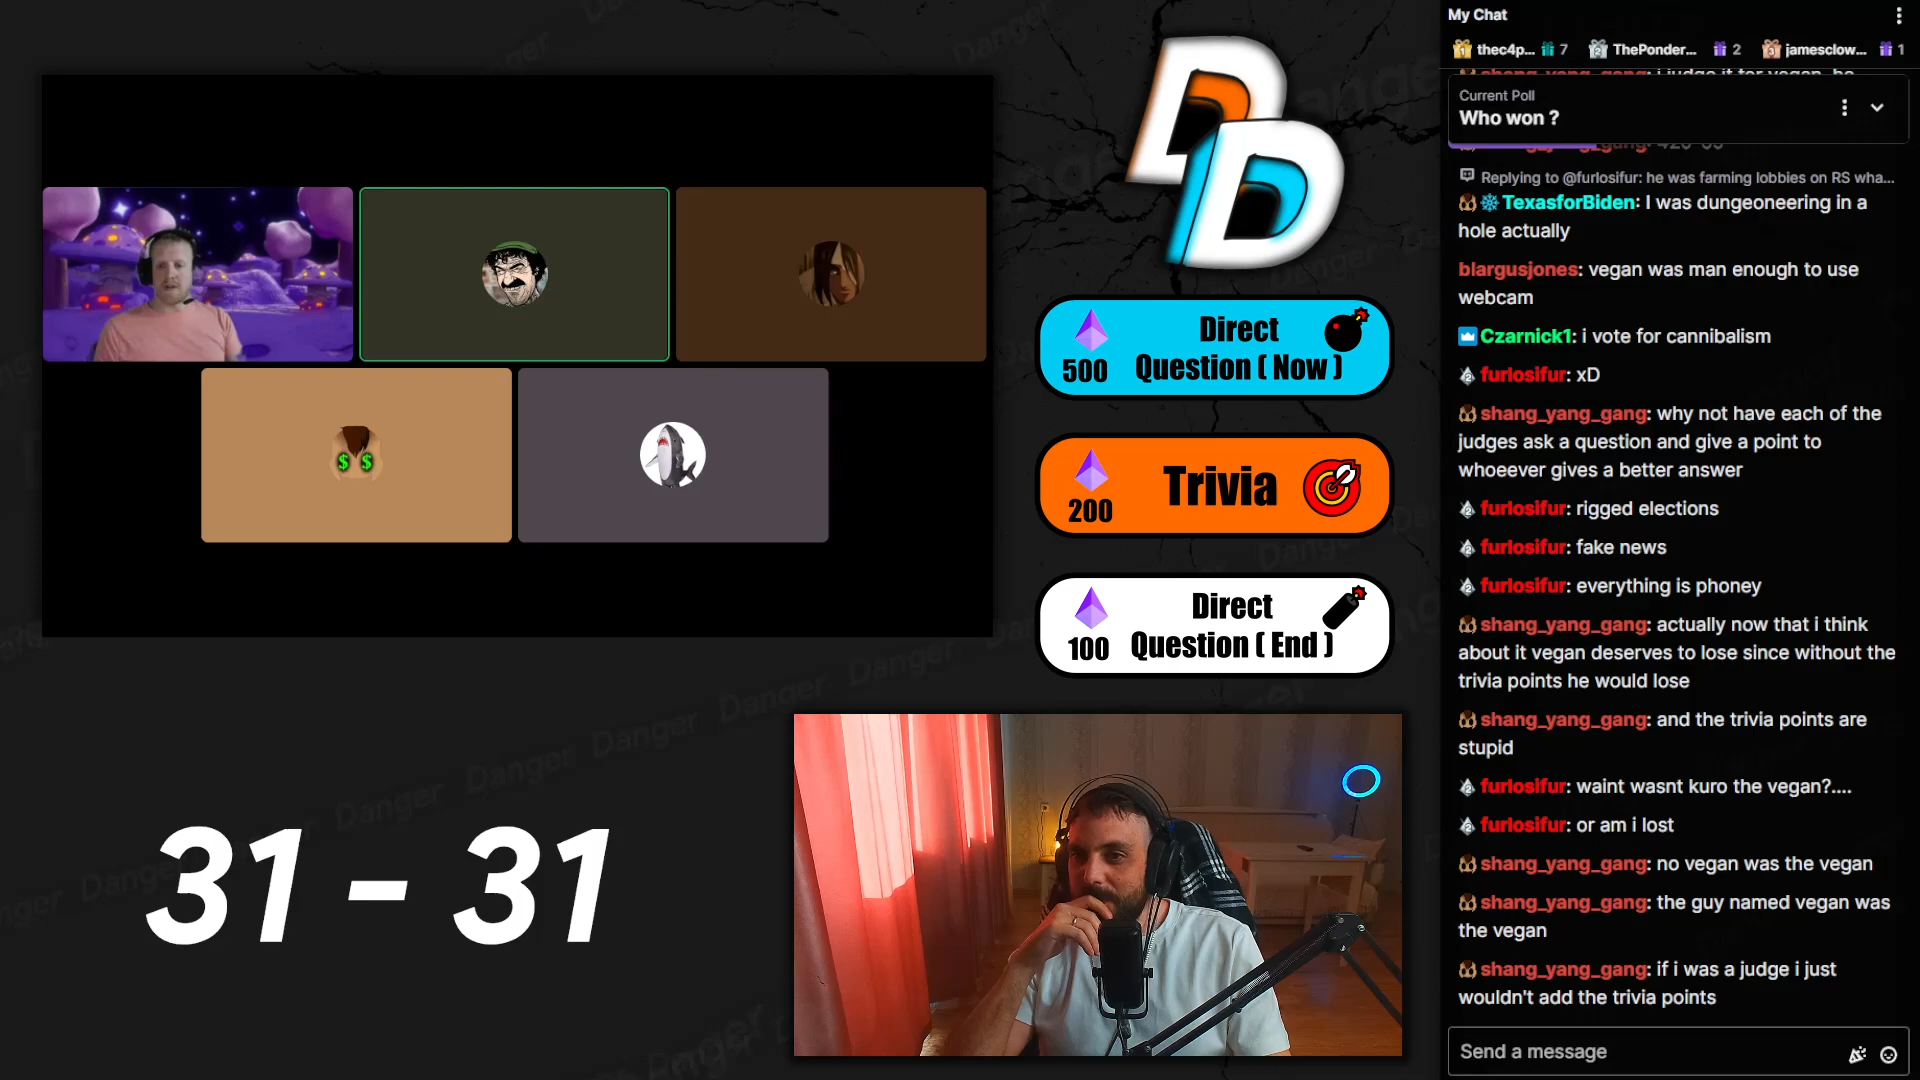 DD
500
Direct
Question ( Now )
200
Trivia
100
Direct
Question ( End )
31 - 31
My Chat
thec4p... 7
ThePonder... 2
jamesclow... 1
Current Poll
Who won ?
Replying to @furlosifur: he was farming lobbies on RS wha...
TexasforBiden: I was dungeoneering in a
hole actually
blargusjones: vegan was man enough to use
webcam
Czarnick1: i vote for cannibalism
furlosifur: xD
shang_yang_gang: why not have each of the
judges ask a question and give a point to
whoeever gives a better answer
furlosifur: rigged elections
furlosifur: fake news
furlosifur: everything is phoney
shang_yang_gang: actually now that i think
about it vegan deserves to lose since without the
trivia points he would lose
shang_yang_gang: and the trivia points are
stupid
furlosifur: waint wasnt kuro the vegan?....
furlosifur: or am i lost
shang_yang_gang: no vegan was the vegan
shang_yang_gang: the guy named vegan was
the vegan
shang_yang_gang: if i was a judge i just
wouldn't add the trivia points
Send a message